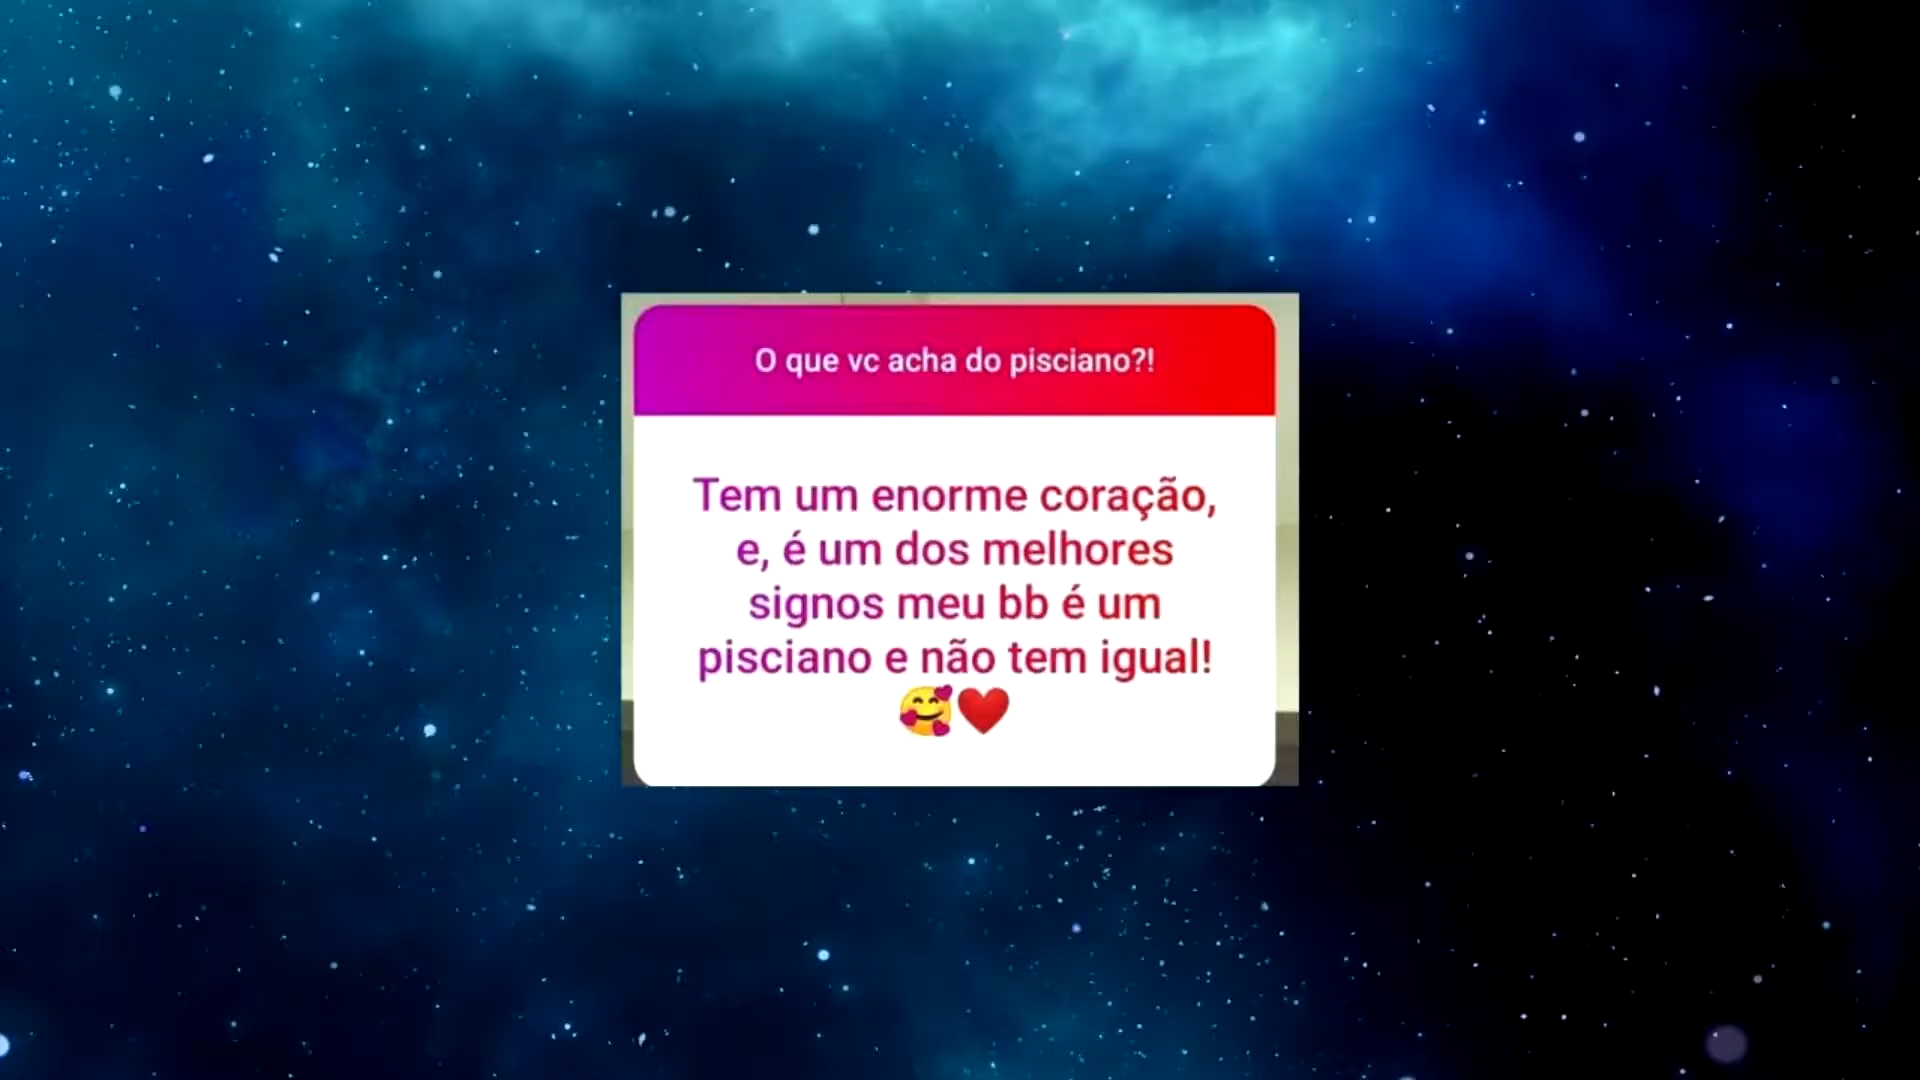 O que vc acha do pisciano?!
Tem um enorme coração,
e, é um dos melhores
signos meu bb é um
pisciano e não tem igual!
🥰❤️